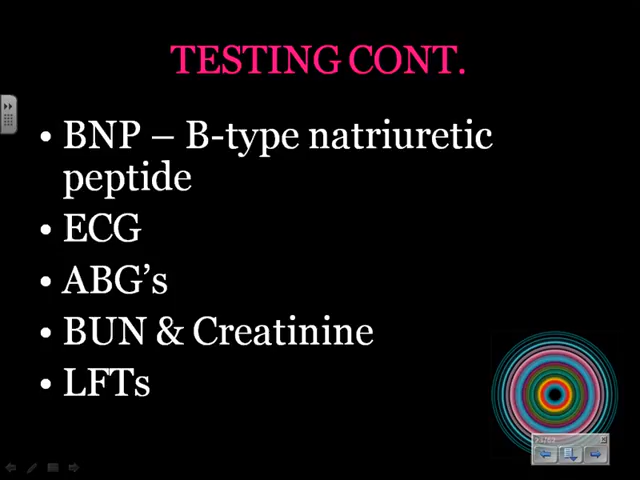 TESTING CONT.
• BNP – B-type natriuretic
peptide
• ECG
• ABG's
• BUN & Creatinine
• LFTs